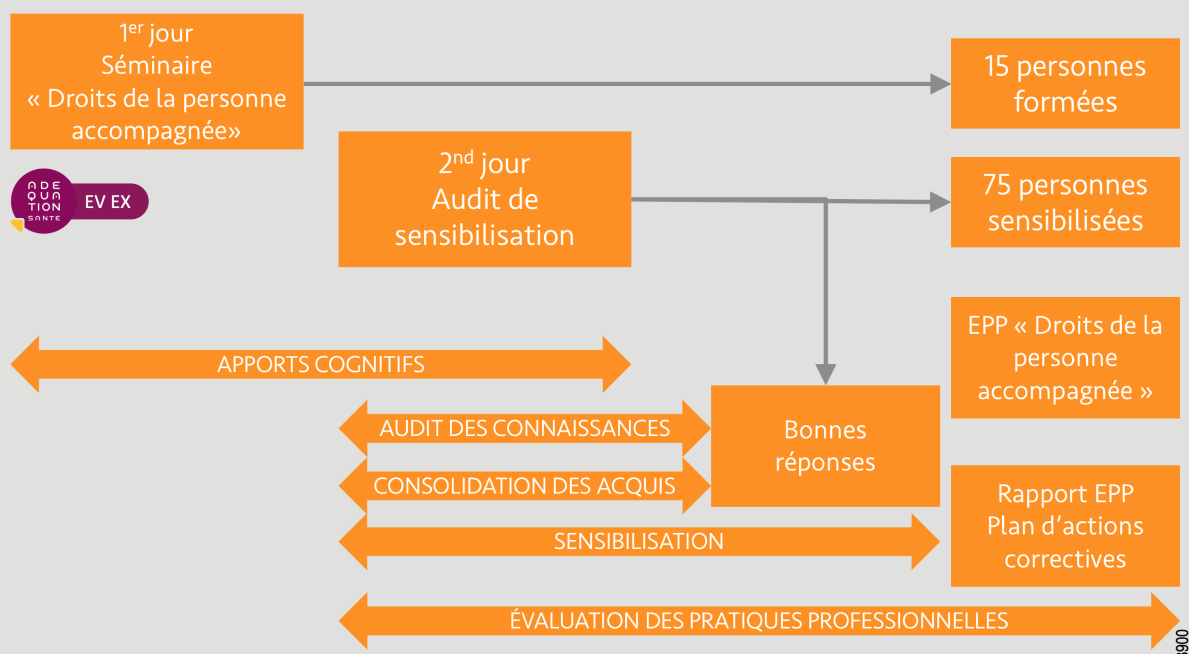 1er jour
Séminaire
« Droits de la personne
accompagnée»
15 personnes
formées
2nd jour
Audit de
sensibilisation
75 personnes
sensibilisées
ADE
QUA
TION
SANTE
EV EX
EPP « Droits de la
personne
accompagnée »
APPORTS COGNITIFS
AUDIT DES CONNAISSANCES
Bonnes
réponses
CONSOLIDATION DES ACQUIS
Rapport EPP
Plan d’actions
correctives
SENSIBILISATION
ÉVALUATION DES PRATIQUES PROFESSIONNELLES